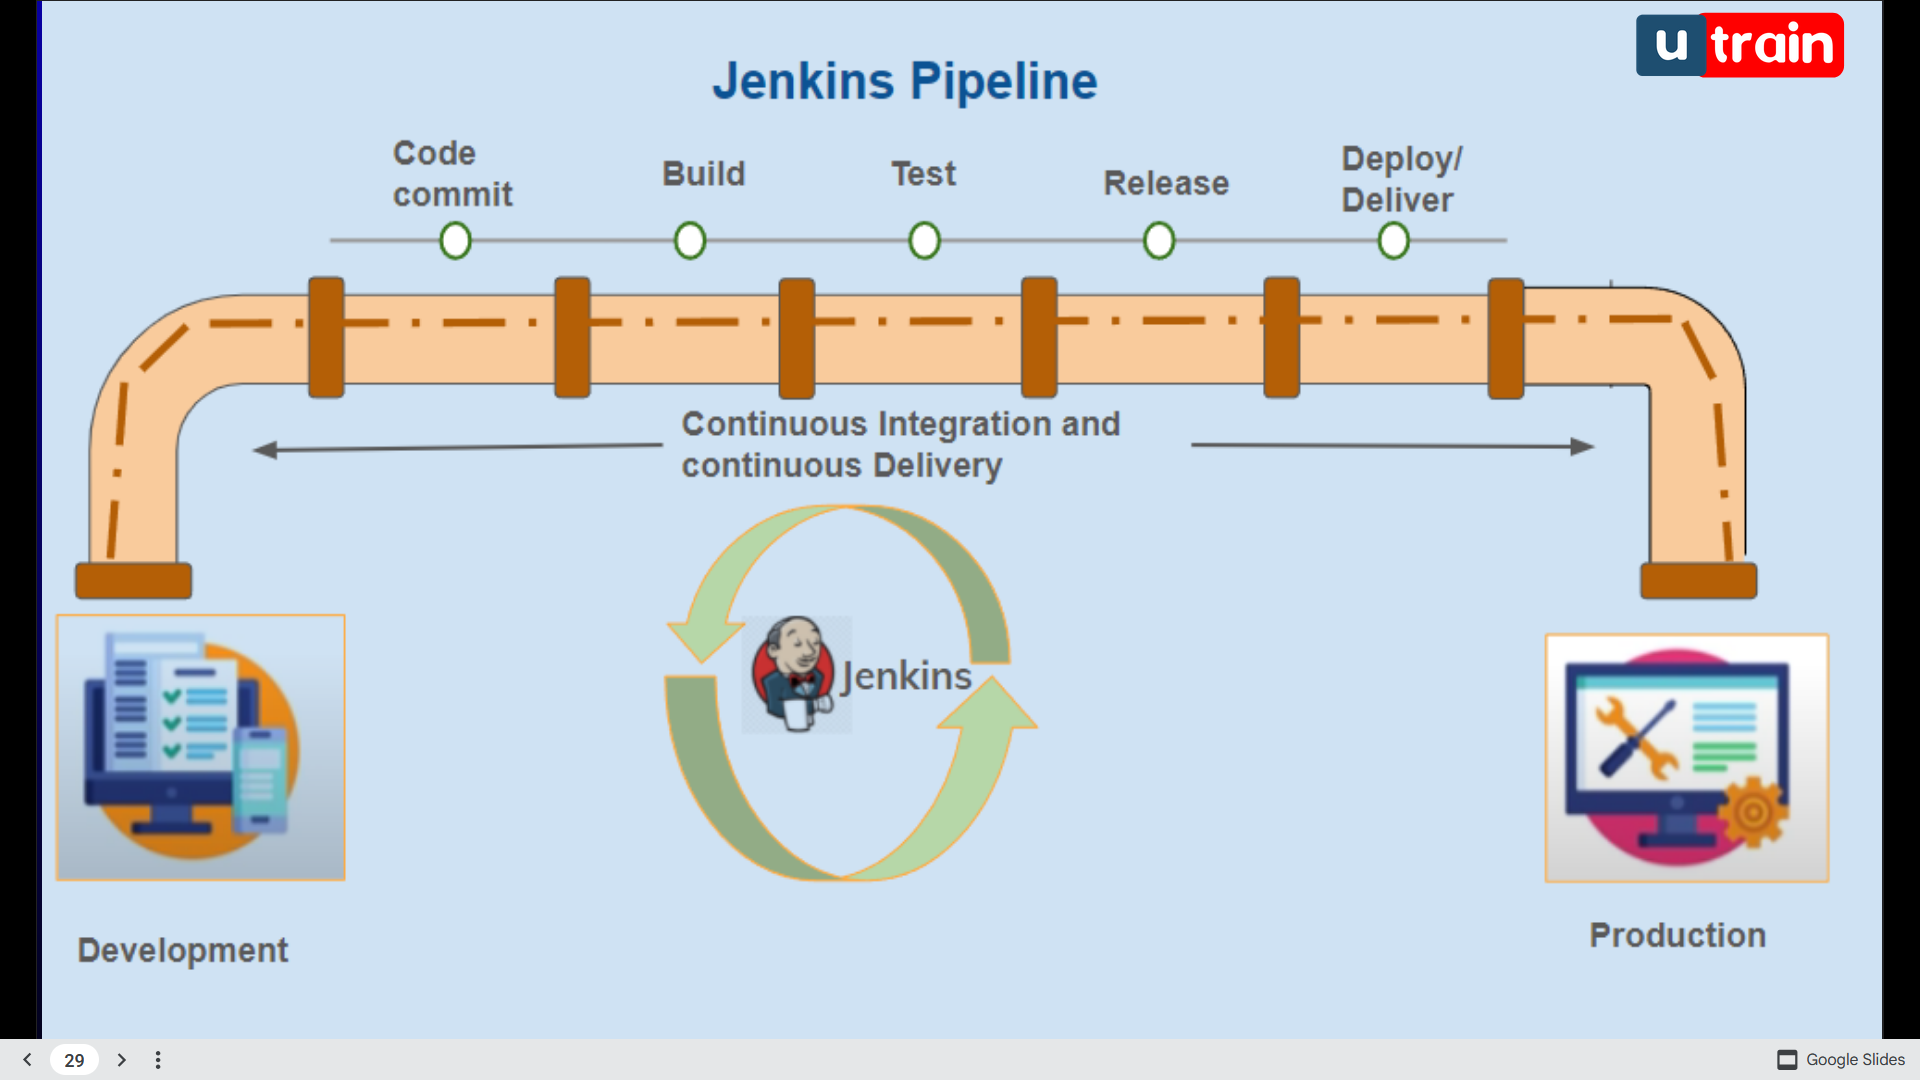 u train
Jenkins Pipeline
Code
commit
Build
Test
Release
Deploy/
Deliver
Continuous Integration and
continuous Delivery
Jenkins
Development
Production
29
Google Slides